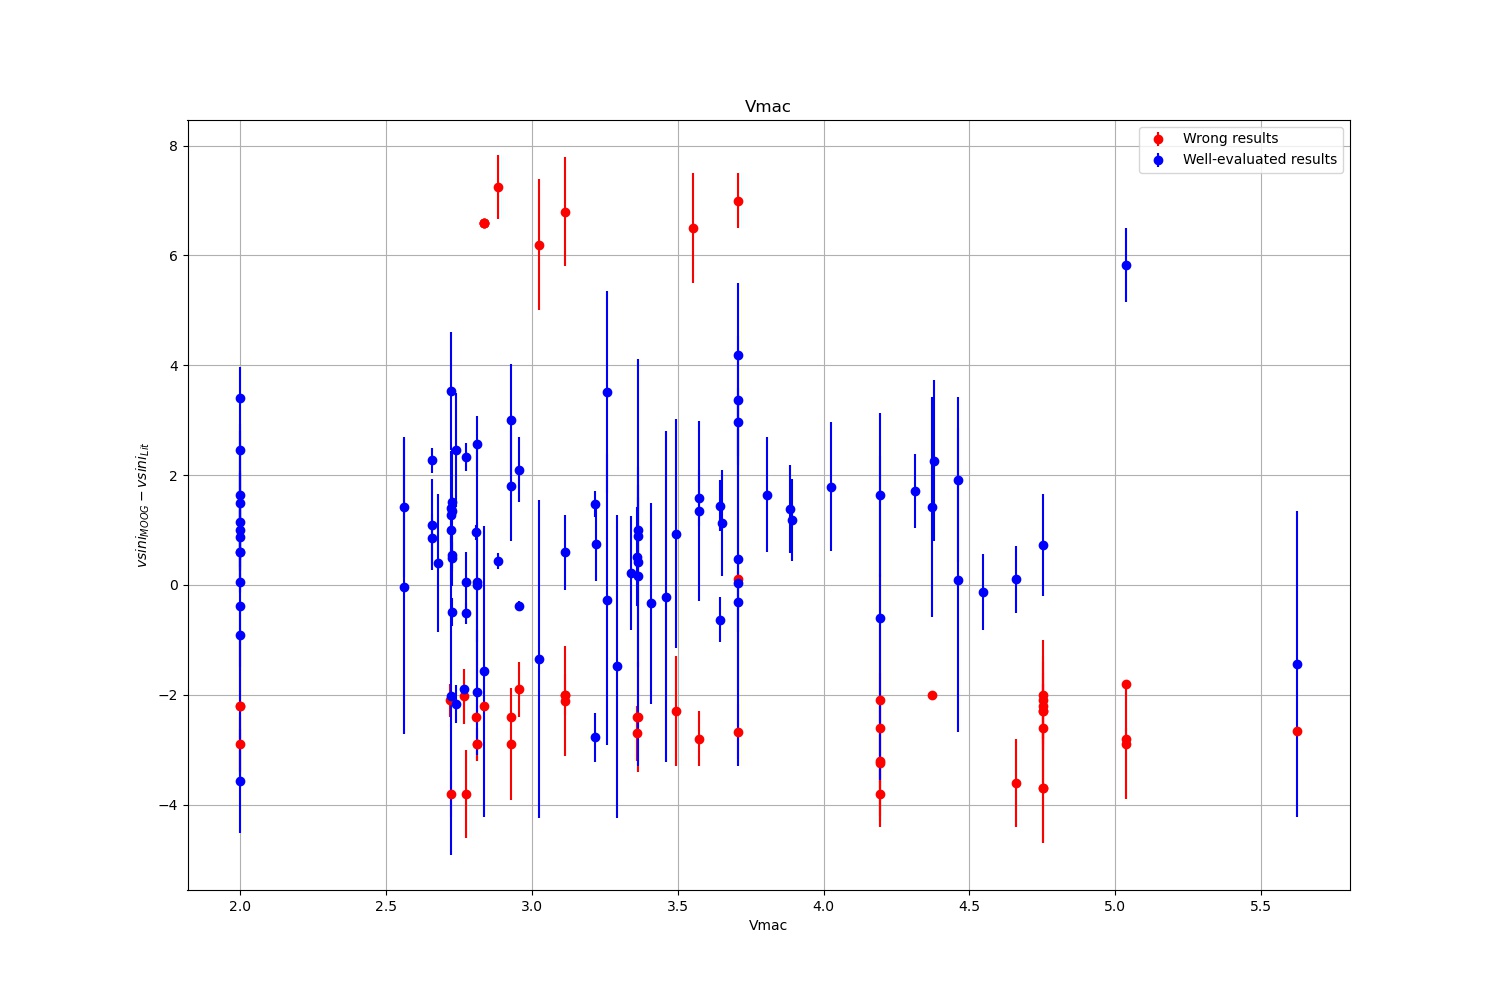 Vmac
Wrong results
Well-evaluated results
8
6
4
2
0
−2
−4
vsini_MOOG − vsini_Lit
2.0 2.5 3.0 3.5 4.0 4.5 5.0 5.5
Vmac